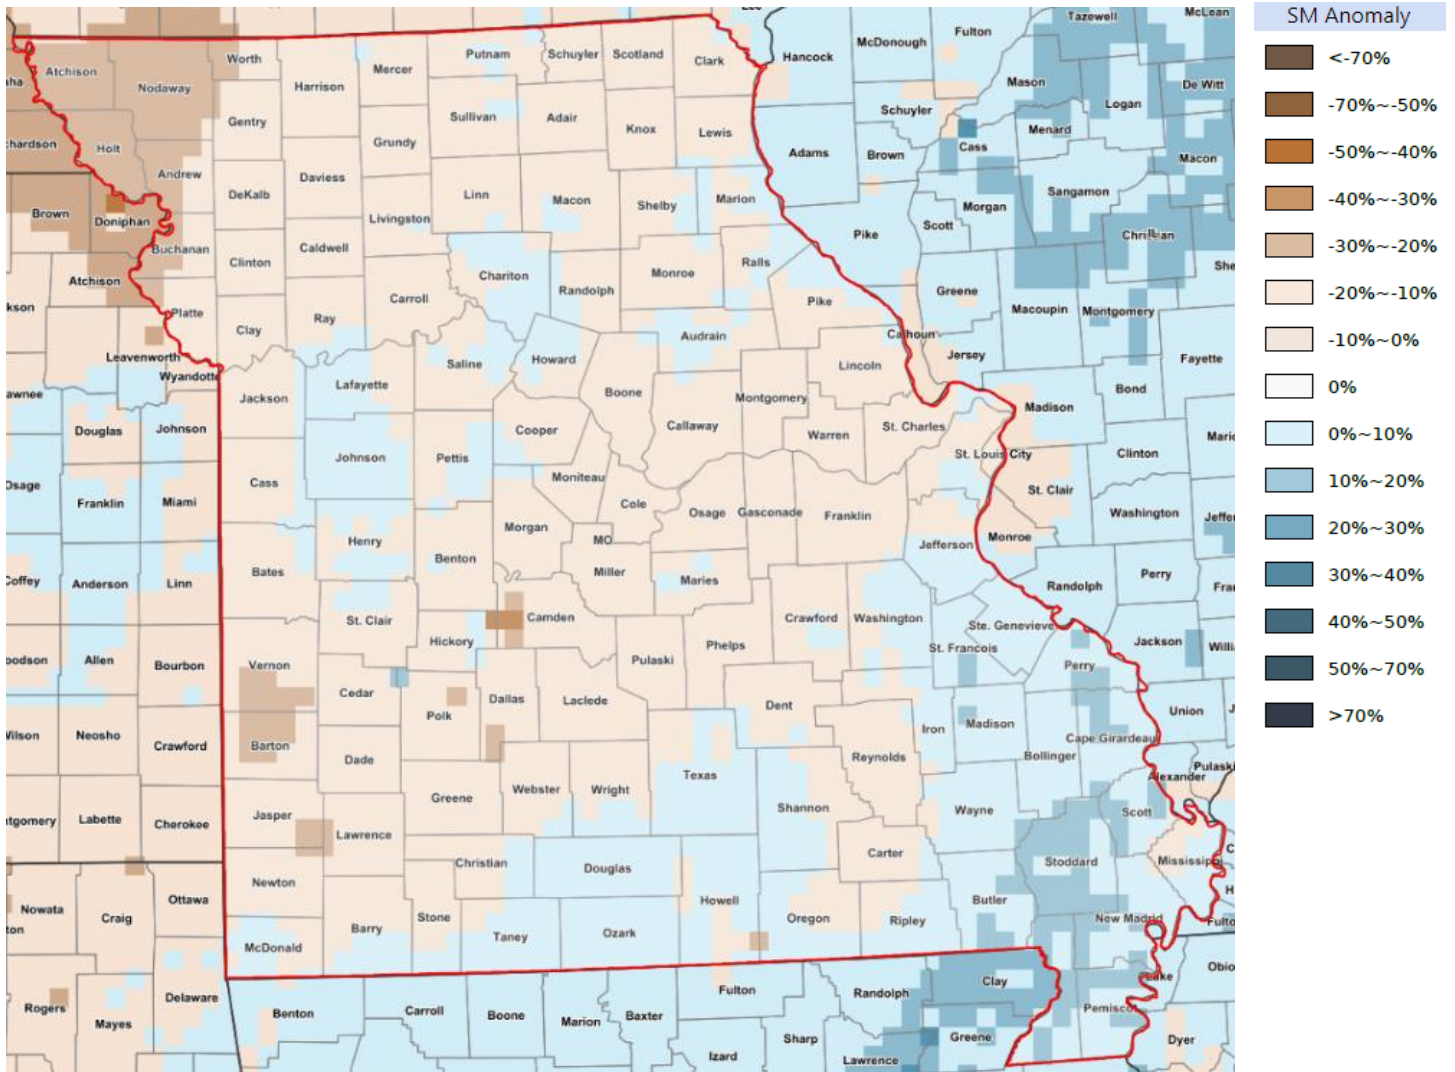 SM Anomaly
<-70%
-70%~-50%
-50%~-40%
-40%~-30%
-30%~-20%
-20%~-10%
-10%~0%
0%
0%~10%
10%~20%
20%~30%
30%~40%
40%~50%
50%~70%
>70%
Tazewell
McLean
Fulton
McDonough
Hancock
Putnam
Schuyler
Scotland
Clark
Worth
Mercer
Atchison
Nodaway
Harrison
Mason
De Witt
Logan
Schuyler
Gentry
Sullivan
Adair
Knox
Lewis
Menard
Grundy
Holt
Cass
Adams
Brown
Macon
Andrew
Daviess
DeKalb
Linn
Macon
Shelby
Marion
Sangamon
Morgan
Brown
Doniphan
Livingston
Scott
Pike
Christian
IL
Buchanan
Caldwell
Clinton
Chariton
Randolph
Monroe
Ralls
Atchison
Carroll
Pike
Greene
Macoupin
Montgomery
Platte
Ray
Clay
Audrain
Calhoun
Jersey
Fayette
Leavenworth
Wyandotte
Saline
Howard
Lincoln
Lafayette
Boone
Montgomery
Bond
Jackson
Madison
Douglas
Johnson
Cooper
Callaway
Warren
St. Charles
Johnson
Pettis
St. Louis City
Clinton
Osage
Cass
Moniteau
St. Clair
Franklin
Miami
Cole
Osage
Gasconade
Franklin
Washington
Morgan
MO
Henry
Benton
Jefferson
Monroe
Coffey
Anderson
Linn
Bates
Miller
Maries
Randolph
Perry
St. Clair
Camden
Crawford
Washington
Ste. Genevieve
Hickory
Phelps
St. Francois
Jackson
Allen
Bourbon
Vernon
Pulaski
Perry
Cedar
Dallas
Laclede
Dent
Polk
Union
Wilson
Neosho
Crawford
Barton
Iron
Madison
Cape Girardeau
Dade
Reynolds
Bollinger
Texas
Pulaski
Alexander
Greene
Webster
Wright
Shannon
Wayne
Scott
Labette
Cherokee
Jasper
Lawrence
Carter
Stoddard
Mississippi
Christian
Douglas
Newton
Howell
Butler
Nowata
Craig
Ottawa
Stone
Oregon
Ripley
New Madrid
Barry
Taney
Ozark
McDonald
Lake
Clay
Fulton
Randolph
Rogers
Delaware
Pemiscot
Mayes
Benton
Carroll
Boone
Marion
Baxter
Sharp
Greene
Dyer
Izard
Lawrence